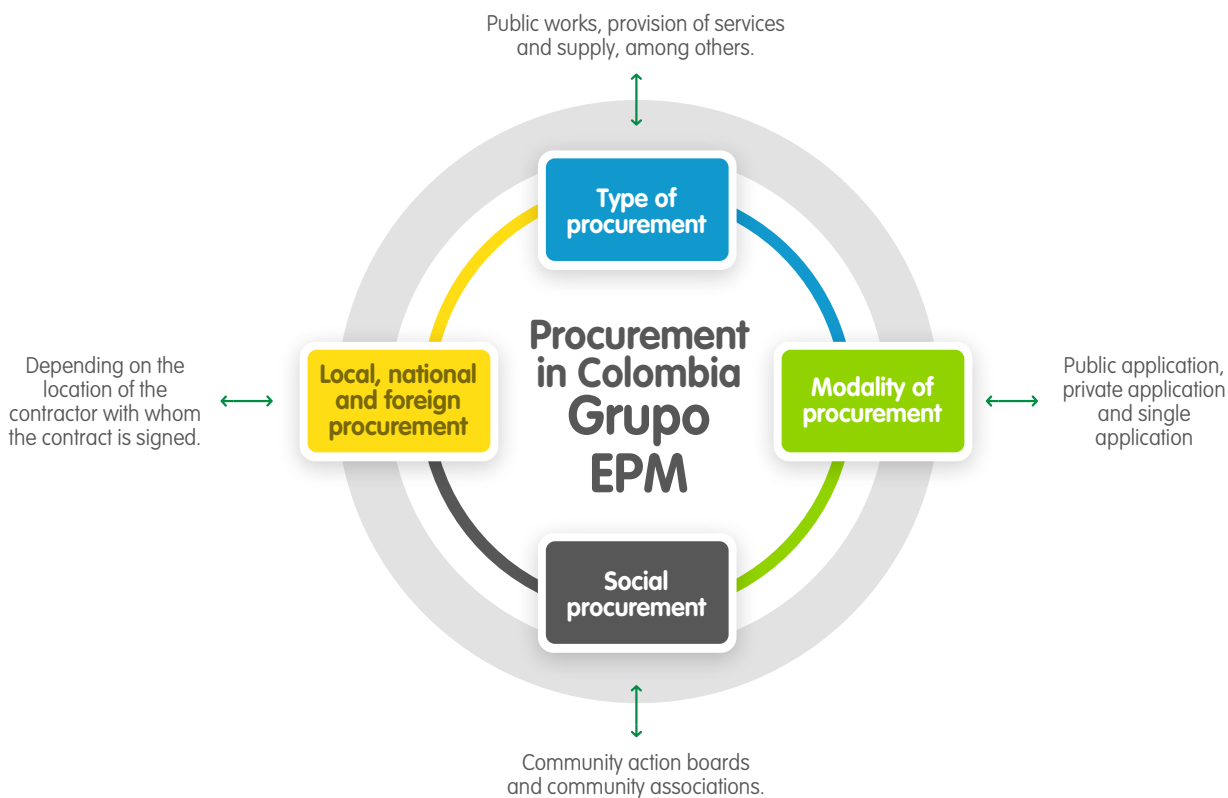 Public works, provision of services
and supply, among others.
Type of
procurement
Procurement
in Colombia
Grupo
EPM
Depending on the
location of the
contractor with whom
the contract is signed.
Local, national
and foreign
procurement
Modality of
procurement
Public application,
private application
and single
application
Social
procurement
Community action boards
and community associations.